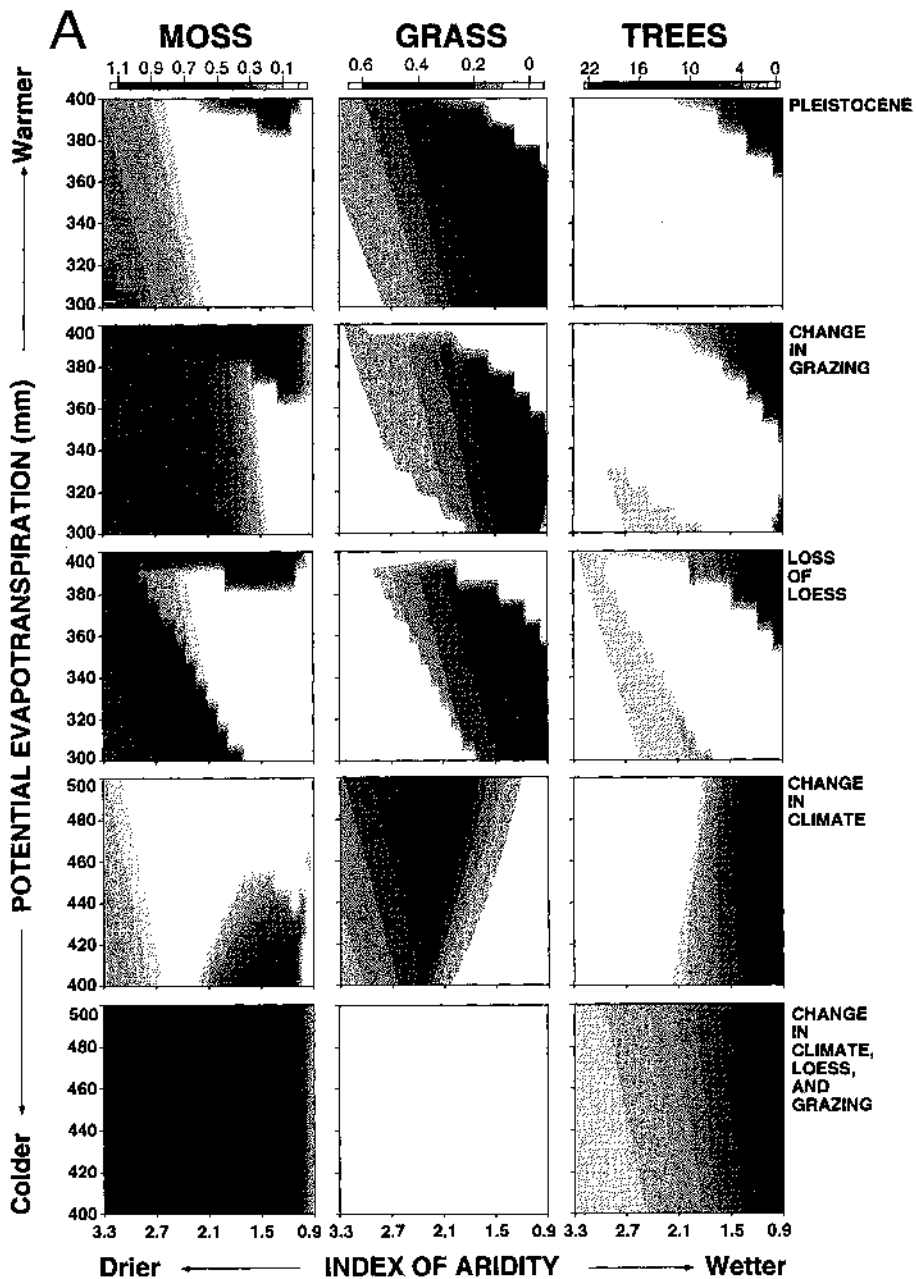 A
MOSS GRASS TREES
1.1 0.9 0.7 0.5 0.3 0.1
0.6 0.4 0.2 0
22 16 10 4 0
Warmer
POTENTIAL EVAPOTRANSPIRATION (mm)
Colder
400
380
360
340
320
300
PLEISTOCENE
400
380
360
340
320
300
CHANGE
IN
GRAZING
400
380
360
340
320
300
LOSS
OF
LOESS
500
480
460
440
420
400
CHANGE
IN
CLIMATE
500
480
460
440
420
400
CHANGE
IN
CLIMATE,
LOESS,
AND
GRAZING
3.3 2.7 2.1 1.5 0.9
3.3 2.7 2.1 1.5 0.9
3.3 2.7 2.1 1.5 0.9
Drier INDEX OF ARIDITY Wetter